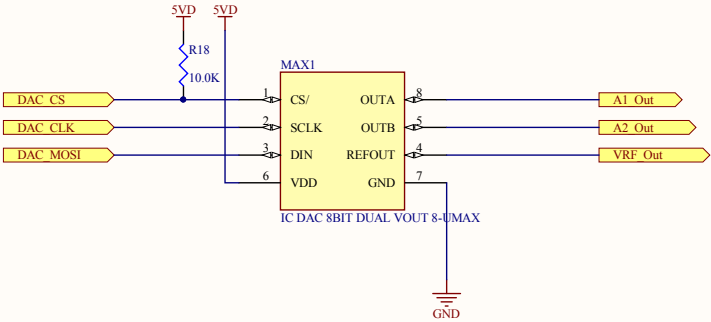 5VD 5VD
R18
10.0K
MAX1
DAC_CS 1 CS/ OUTA 8 A1_Out
DAC_CLK 2 SCLK OUTB 5 A2_Out
DAC_MOSI 3 DIN REFOUT 4 VRF_Out
6 VDD GND 7
IC DAC 8BIT DUAL VOUT 8-UMAX
GND